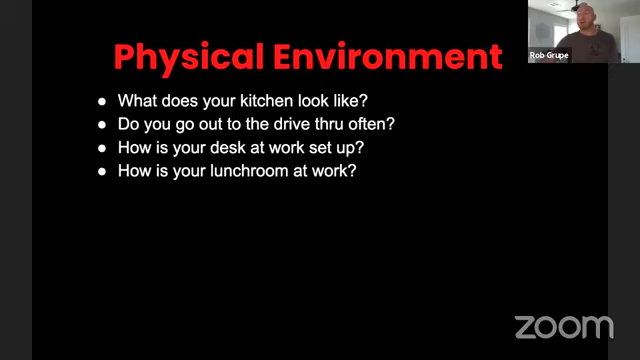 Physical Environment
Rob Grupe
● What does your kitchen look like?
● Do you go out to the drive thru often?
● How is your desk at work set up?
● How is your lunchroom at work?
zoom